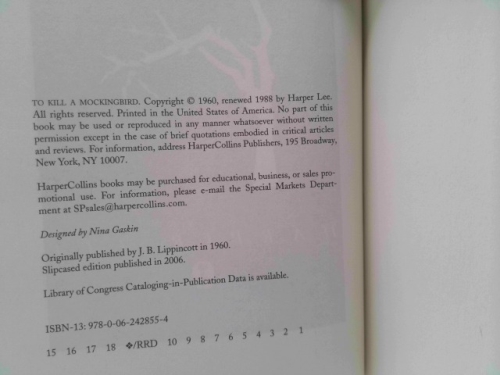 TO KILL A MOCKINGBIRD. Copyright © 1960, renewed 1988 by Harper Lee.
All rights reserved. Printed in the United States of America. No part of this
book may be used or reproduced in any manner whatsoever without written
permission except in the case of brief quotations embodied in critical articles
and reviews. For information, address HarperCollins Publishers, 195 Broadway,
New York, NY 10007.
HarperCollins books may be purchased for educational, business, or sales pro-
motional use. For information, please e-mail the Special Markets Depart-
ment at SPsales@harpercollins.com.
Designed by Nina Gaskin
Originally published by J. B. Lippincott in 1960.
Slipcased edition published in 2006.
Library of Congress Cataloging-in-Publication Data is available.
ISBN-13: 978-0-06-242855-4
15 16 17 18 ❖/RRD 10 9 8 7 6 5 4 3 2 1